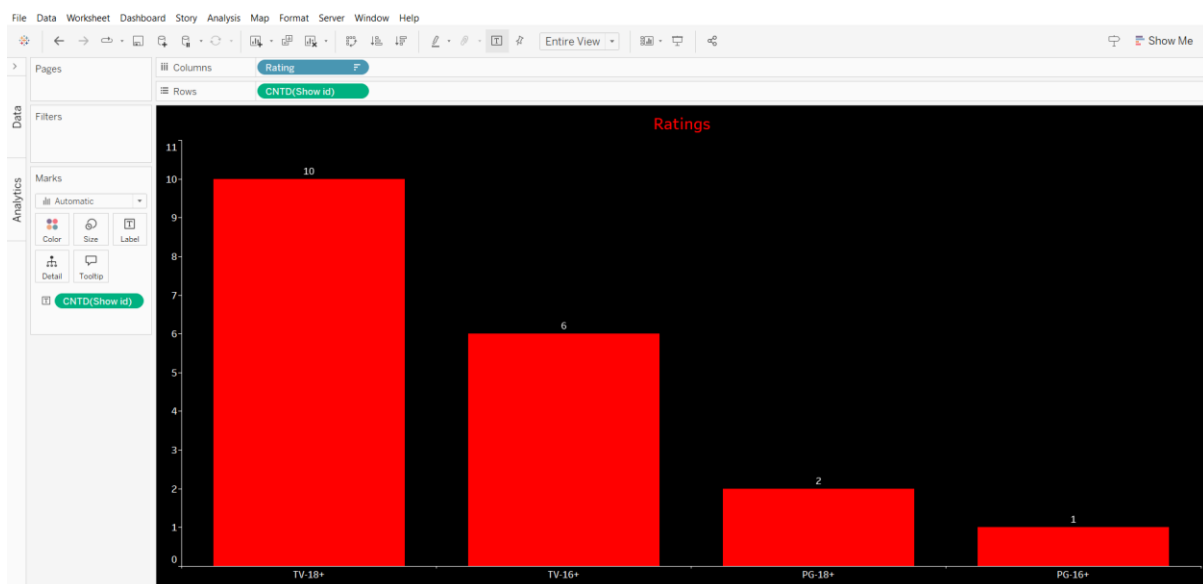 File Data Worksheet Dashboard Story Analysis Map Format Server Window Help
Entire View
Show Me
Pages
Columns
Rating
Rows
CNTD(Show id)
Data
Filters
Ratings
Analytics
Marks
Automatic
Color Size Label
Detail Tooltip
CNTD(Show id)
11
10
9
8
7
6
5
4
3
2
1
0
10
6
2
1
TV-18+ TV-16+ PG-18+ PG-16+